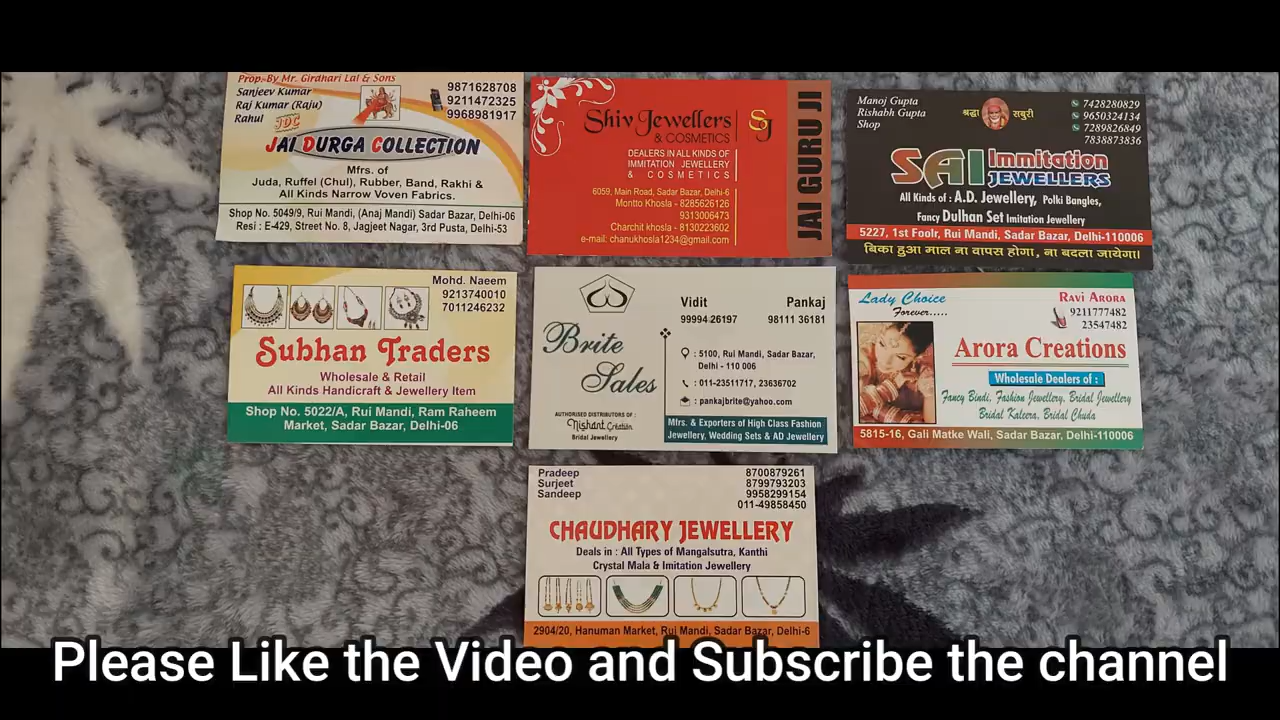 Prop. By Mr. Girdhari Lal & Sons
Sanjeev Kumar
Raj Kumar (Raju)
Rahul
9871628708
9211472325
9968981917
JDC
JAI DURGA COLLECTION
Mfrs. of
Juda, Ruffel (Chul), Rubber, Band, Rakhi &
All Kinds Narrow Voven Fabrics.
Shop No. 5049/9, Rui Mandi, (Anaj Mandi) Sadar Bazar, Delhi-06
Resi : E-429, Street No. 8, Jagjeet Nagar, 3rd Pusta, Delhi-53
Shiv Jewellers
& COSMETICS
SJ
DEALERS IN ALL KINDS OF
IMMITATION JEWELLERY
& COSMETICS
6059, Main Road, Sadar Bazar, Delhi-6
Montto Khosla - 8285626126
9313006473
Charchit khosla - 8130223602
e-mail: chanukhosla1234@gmail.com
JAI GURU JI
Manoj Gupta
Rishabh Gupta
Shop
श्रद्धा सबुरी
7428280829
9650324134
7289826849
7838873836
SAI Immitation
JEWELLERS
All Kinds of : A.D. Jewellery, Polki Bangles,
Fancy Dulhan Set Imitation Jewellery
5227, 1st Foolr, Rui Mandi, Sadar Bazar, Delhi-110006
बिका हुआ माल ना वापस होगा, ना बदला जायेगा।
Mohd. Naeem
9213740010
7011246232
Subhan Traders
Wholesale & Retail
All Kinds Handicraft & Jewellery Item
Shop No. 5022/A, Rui Mandi, Ram Raheem
Market, Sadar Bazar, Delhi-06
Brite
Sales
AUTHORISED DISTRIBUTORS OF :
Nishant Creation
Bridal Jewellery
Vidit Pankaj
99994 26197 98111 36181
: 5100, Rui Mandi, Sadar Bazar,
Delhi - 110 006
: 011-23511717, 23636702
: pankajbrite@yahoo.com
Mfrs. & Exporters of High Class Fashion
Jewellery, Wedding Sets & AD Jewellery
Lady Choice
Forever.....
RAVI ARORA
9211777482
23547482
Arora Creations
Wholesale Dealers of :
Fancy Bindi, Fashion Jewellery, Bridal Jewellery
Bridal Kaleera, Bridal Chuda
5815-16, Gali Matke Wali, Sadar Bazar, Delhi-110006
Pradeep
Surjeet
Sandeep
8700879261
8799793203
9958299154
011-49858450
CHAUDHARY JEWELLERY
Deals in : All Types of Mangalsutra, Kanthi
Crystal Mala & Imitation Jewellery
2904/20, Hanuman Market, Rui Mandi, Sadar Bazar, Delhi-6
Please Like the Video and Subscribe the channel